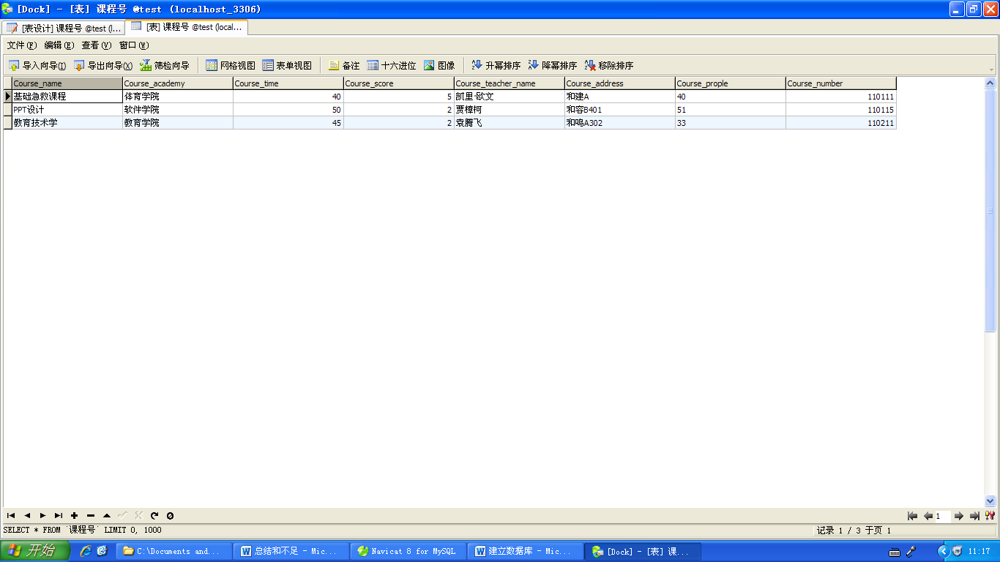 [Dock] - [表] 课程号 @test (localhost_3306)
[表设计] 课程号 @test (l... [表] 课程号 @test (local...
文件(F) 编辑(E) 查看(V) 窗口(W)
导入向导(I) 导出向导(X) 筛检向导 网格视图 表单视图 备注 十六进位 图像 升幂排序 降幂排序 移除排序
Course_name Course_academy Course_time Course_score Course_teacher_name Course_address Course_prople Course_number
基础急救课程 体育学院 40 5 凯里·欧文 和建A 40 110111
PPT设计 软件学院 50 2 贾樟柯 和容B401 51 110115
教育技术学 教育学院 45 2 袁腾飞 和鸣A302 33 110211
1
SELECT * FROM `课程号` LIMIT 0, 1000 记录 1 / 3 于页 1
开始 C:\Documents and... 总结和不足 - Mic... Navicat 8 for MySQL 建立数据库 - Mic... [Dock] - [表] 课... 11:17